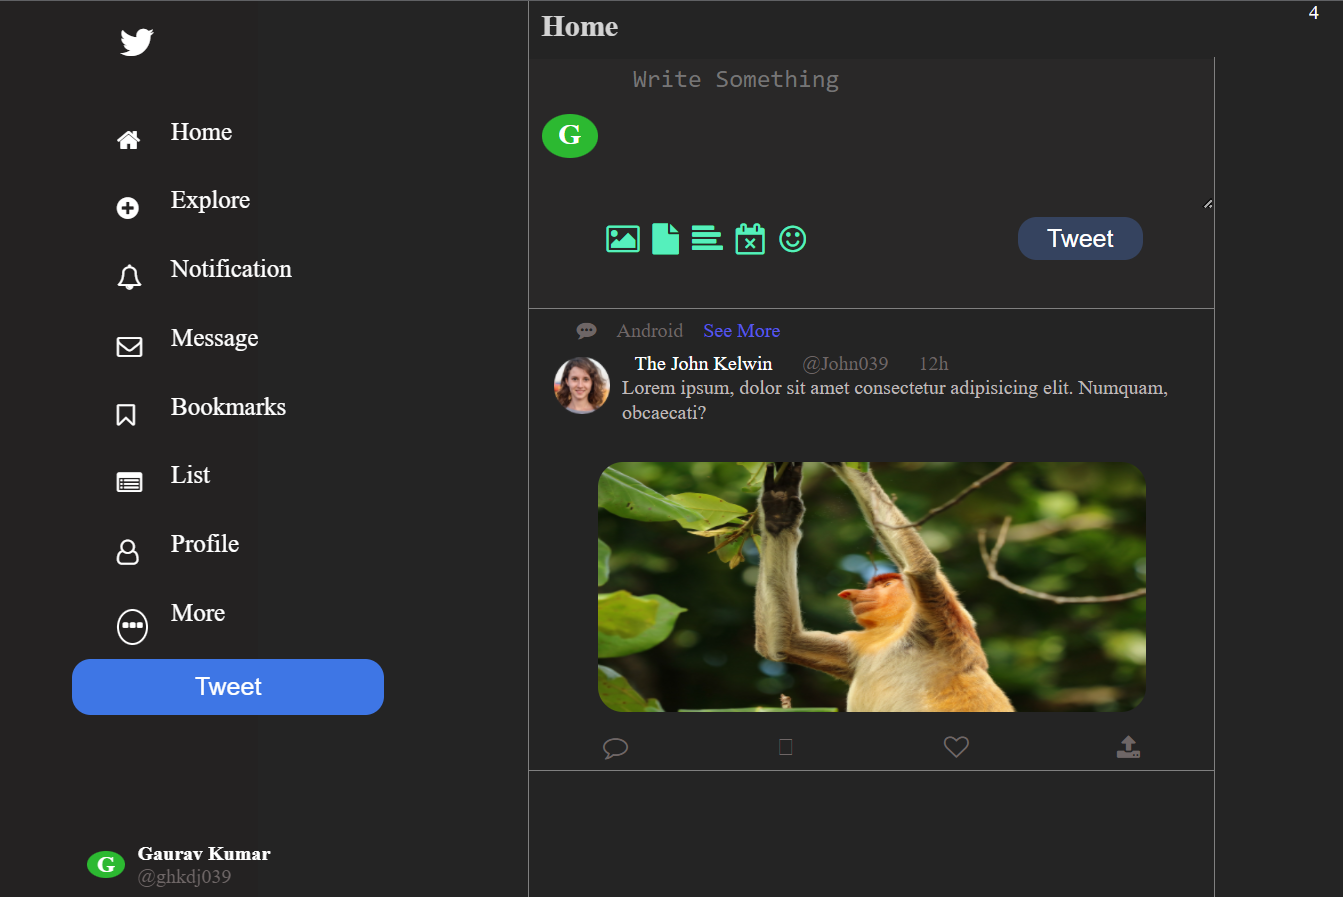 Home
Explore
Notification
Message
Bookmarks
List
Profile
More
Tweet
G
Gaurav Kumar
@ghkdj039
Home
4
Write Something
G
Tweet
Android See More
The John Kelwin @John039 12h
Lorem ipsum, dolor sit amet consectetur adipisicing elit. Numquam,
obcaecati?